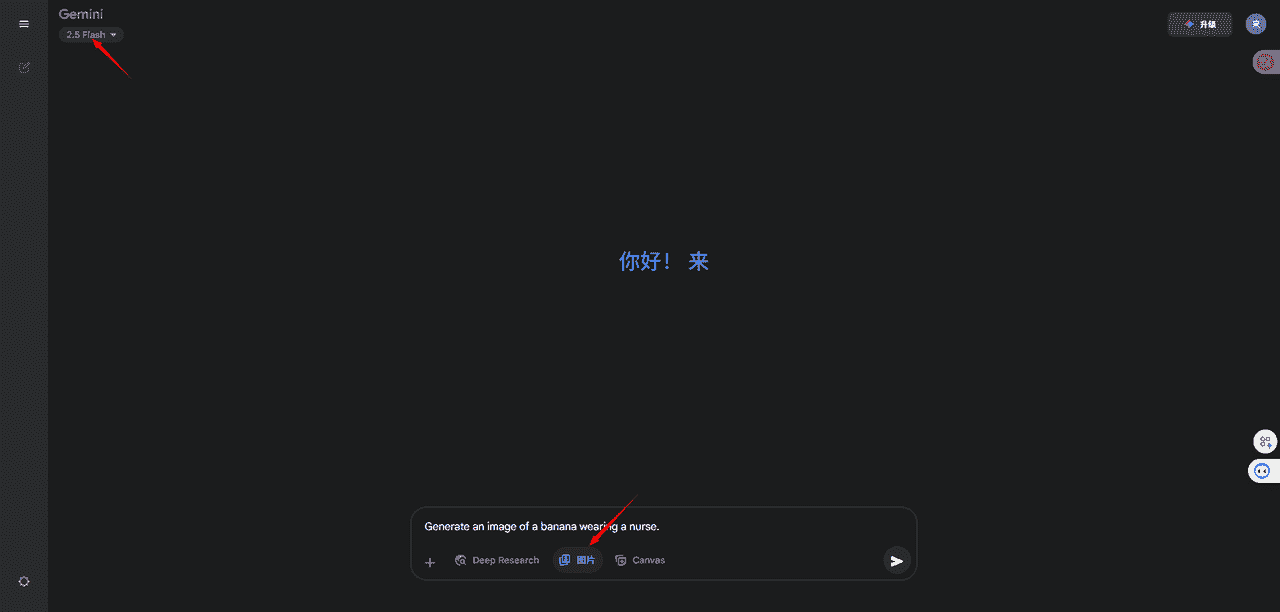 Gemini
2.5 Flash
升级
来
你好！ 来
Generate an image of a banana wearing a nurse.
Deep Research
图片
Canvas